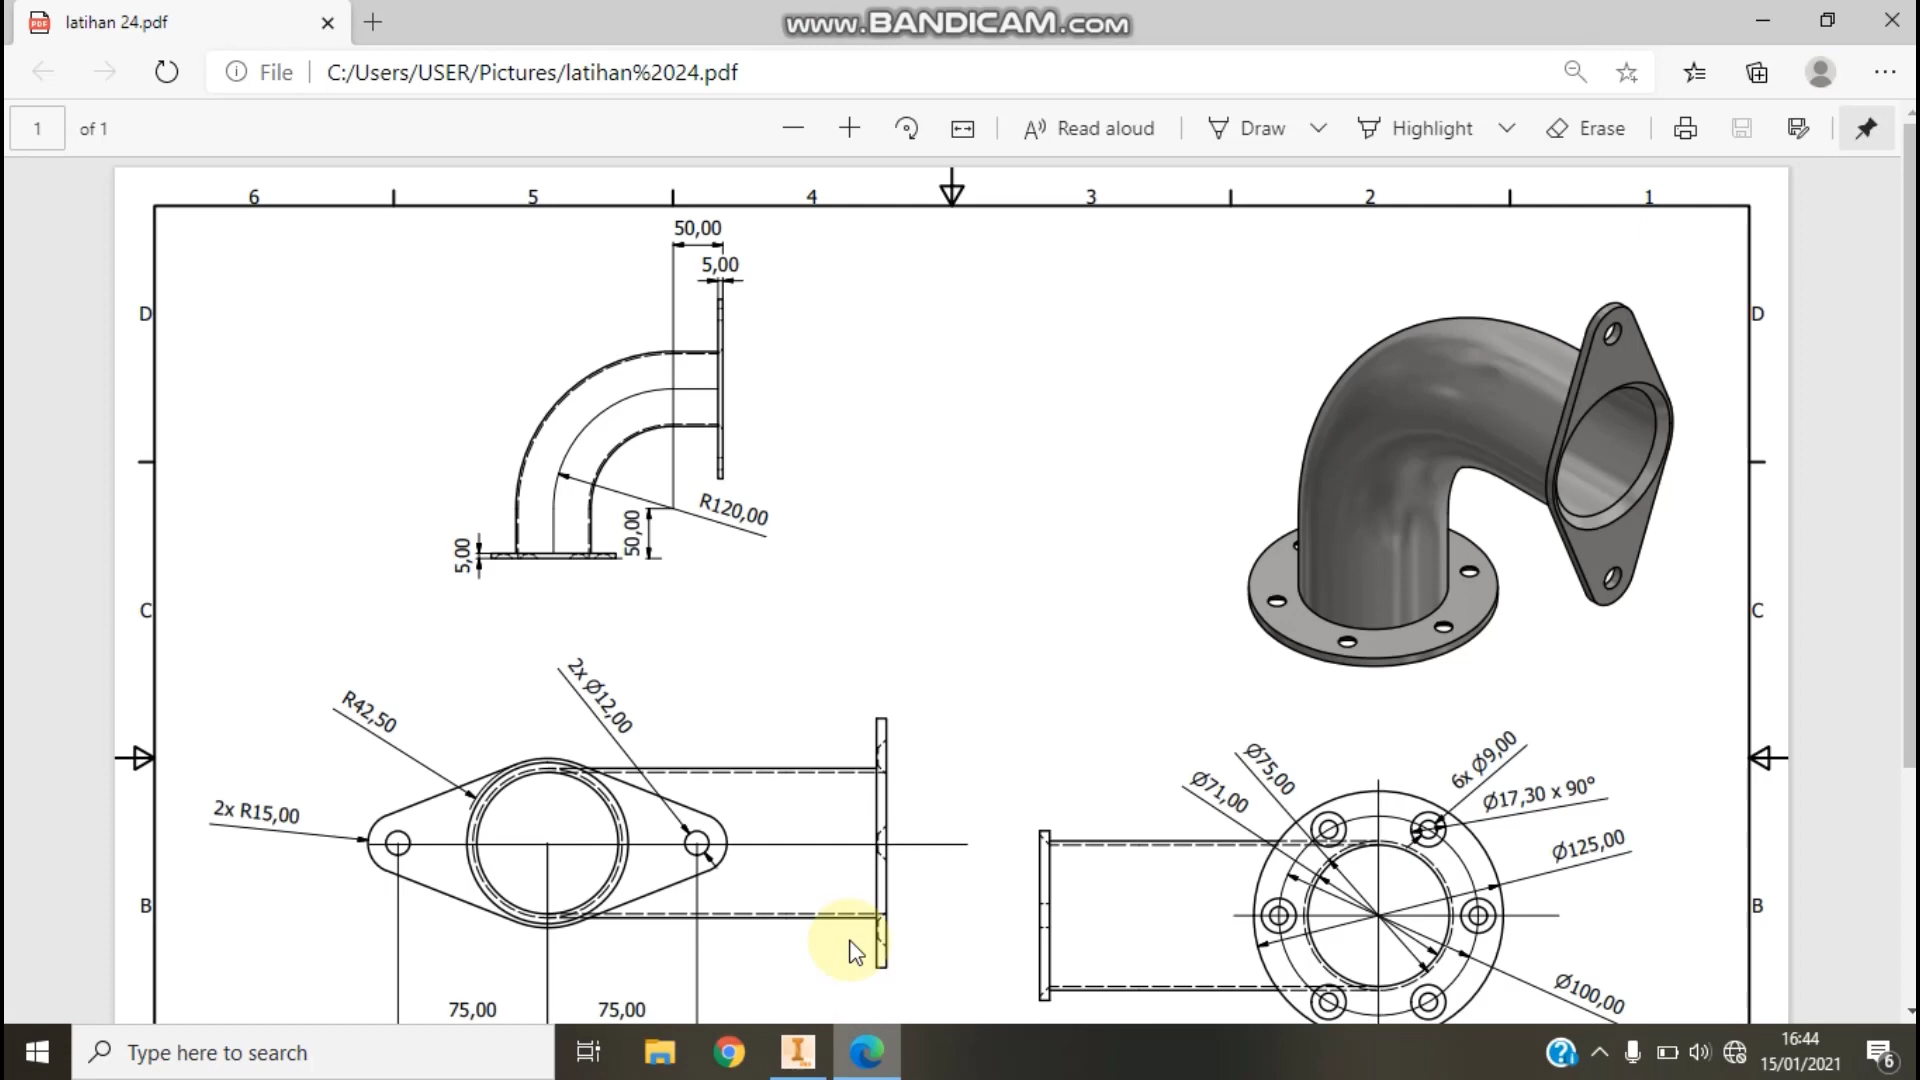 latihan 24.pdf
www.BANDICAM.com
File
C:/Users/USER/Pictures/latihan%2024.pdf
1 of 1
Read aloud
Draw
Highlight
Erase
6 5 4 3 2 1
50,00
5,00
D D
R120,00
50,00
5,00
C C
2x Ø12,00
R42,50
2x R15,00
Ø75,00
Ø71,00
6x Ø9,00
Ø17,30 x 90°
Ø125,00
B B
Ø100,00
75,00 75,00
Type here to search
16:44
15/01/2021
6